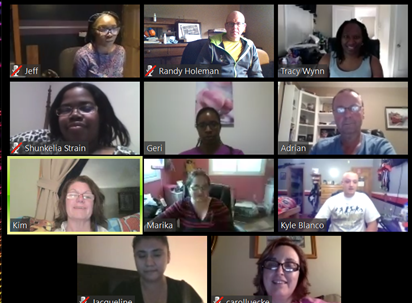 Jeff
Randy Holeman
Tracy Wynn
Shunkelia Strain
Geri
Adrian
Kim
Marika
Kyle Blanco
Jacqueline
carolluecke